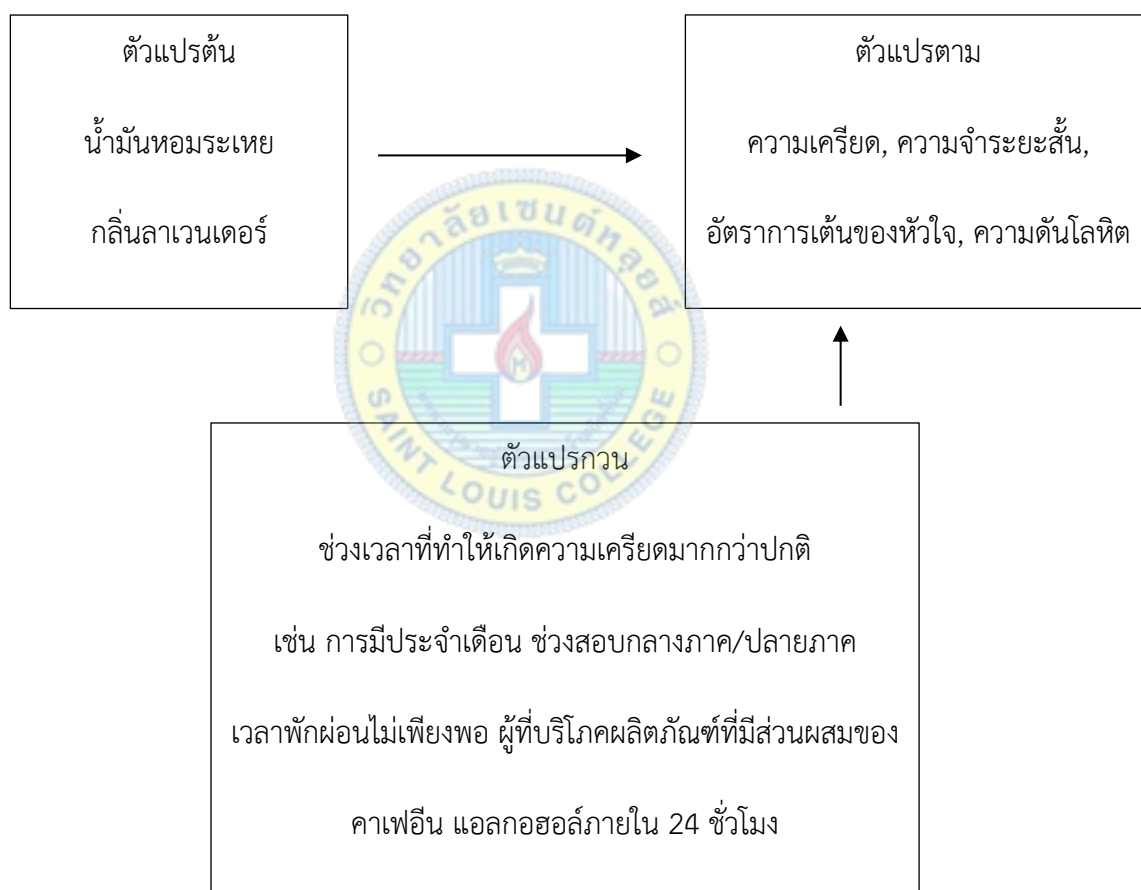 ตัวแปรต้น
น้ำมันหอมระเหย
กลิ่นลาเวนเดอร์
ตัวแปรตาม
ความเครียด, ความจำระยะสั้น,
อัตราการเต้นของหัวใจ, ความดันโลหิต
วิทยาลัยเซนต์หลุยส์
M
SAINT LOUIS COLLEGE
ตัวแปรกวน
ช่วงเวลาที่ทำให้เกิดความเครียดมากกว่าปกติ
เช่น การมีประจำเดือน ช่วงสอบกลางภาค/ปลายภาค
เวลาพักผ่อนไม่เพียงพอ ผู้ที่บริโภคผลิตภัณฑ์ที่มีส่วนผสมของ
คาเฟอีน แอลกอฮอล์ภายใน 24 ชั่วโมง